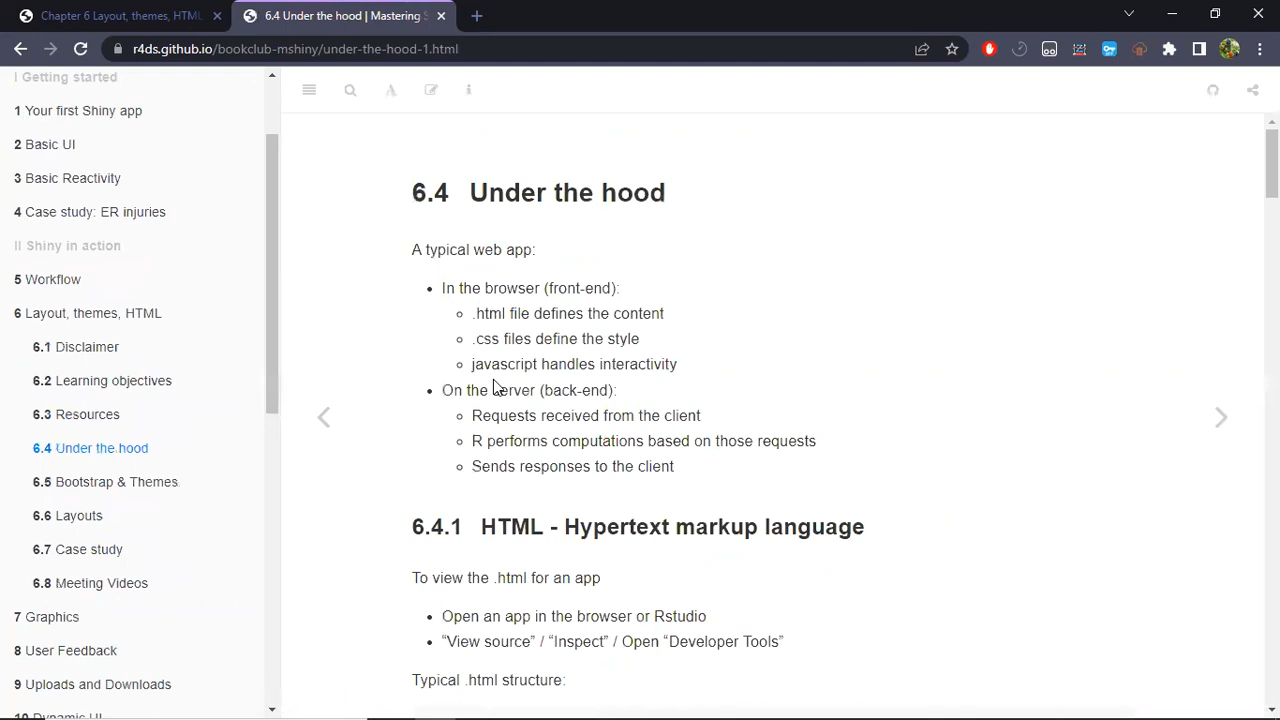 Chapter 6 Layout, themes, HTML
6.4 Under the hood | Mastering S
r4ds.github.io/bookclub-mshiny/under-the-hood-1.html
I Getting started
1 Your first Shiny app
2 Basic UI
3 Basic Reactivity
4 Case study: ER injuries
II Shiny in action
5 Workflow
6 Layout, themes, HTML
6.1 Disclaimer
6.2 Learning objectives
6.3 Resources
6.4 Under the hood
6.5 Bootstrap & Themes
6.6 Layouts
6.7 Case study
6.8 Meeting Videos
7 Graphics
8 User Feedback
9 Uploads and Downloads
10 Dynamic UI
6.4 Under the hood
A typical web app:
• In the browser (front-end):
◦ .html file defines the content
◦ .css files define the style
◦ javascript handles interactivity
• On the server (back-end):
◦ Requests received from the client
◦ R performs computations based on those requests
◦ Sends responses to the client
6.4.1 HTML - Hypertext markup language
To view the .html for an app
• Open an app in the browser or Rstudio
• “View source” / “Inspect” / Open “Developer Tools”
Typical .html structure: